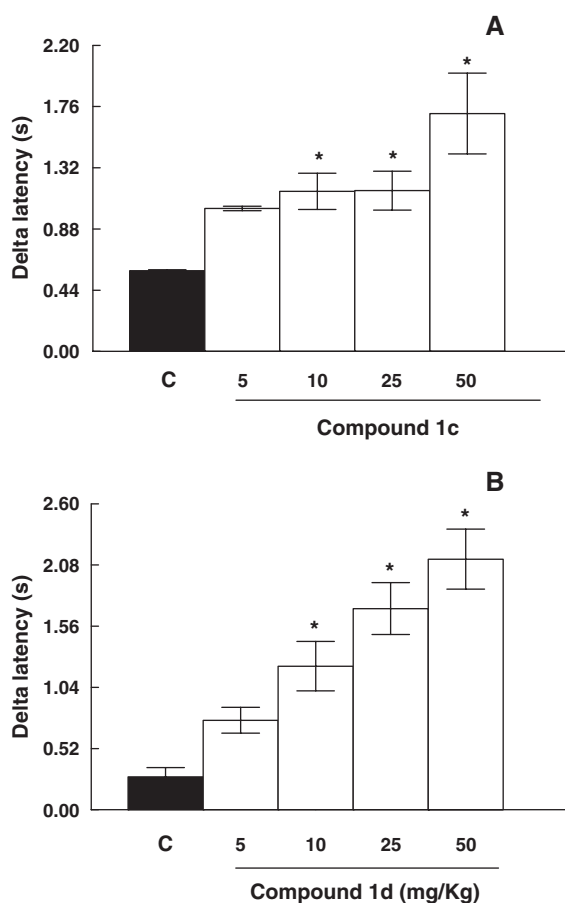 A
Delta latency (s)
2.20
1.76
1.32
0.88
0.44
0.00
*
*
*
C 5 10 25 50
Compound 1c
B
Delta latency (s)
2.60
2.08
1.56
1.04
0.52
0.00
*
*
*
C 5 10 25 50
Compound 1d (mg/Kg)